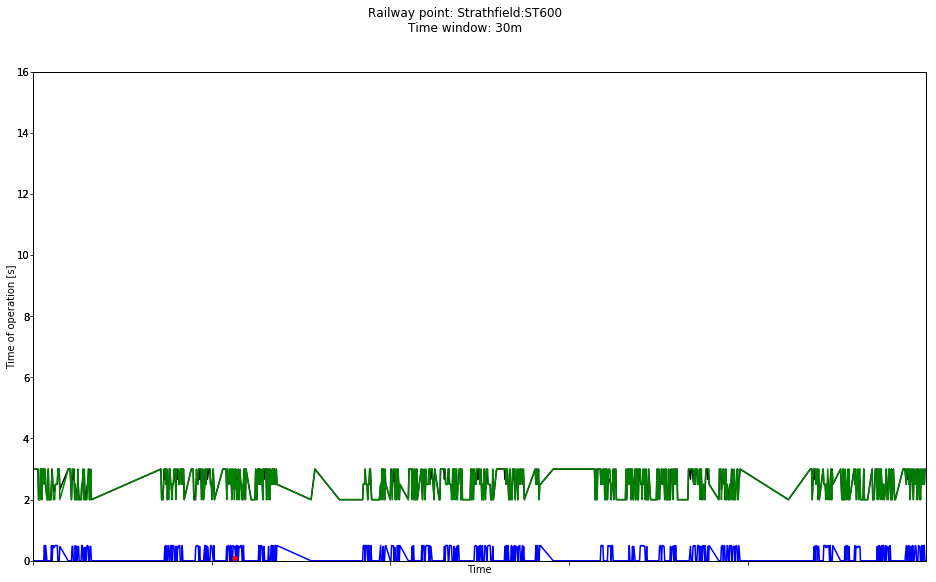 Railway point: Strathfield:ST600
Time window: 30m
16
14
12
10
8
6
4
2
0
Time of operation [s]
Time